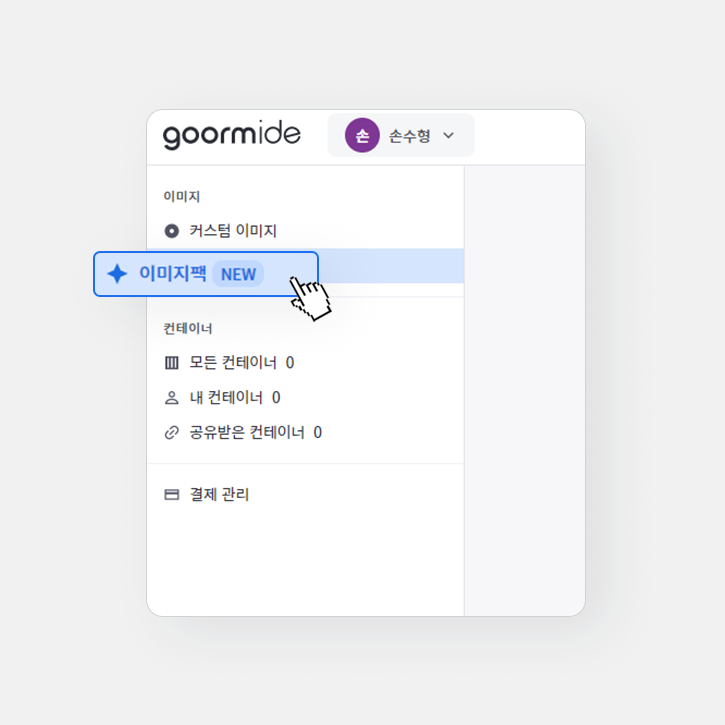 goormide
손 손수형
이미지
커스텀 이미지
이미지팩 NEW
컨테이너
모든 컨테이너 0
내 컨테이너 0
공유받은 컨테이너 0
결제 관리